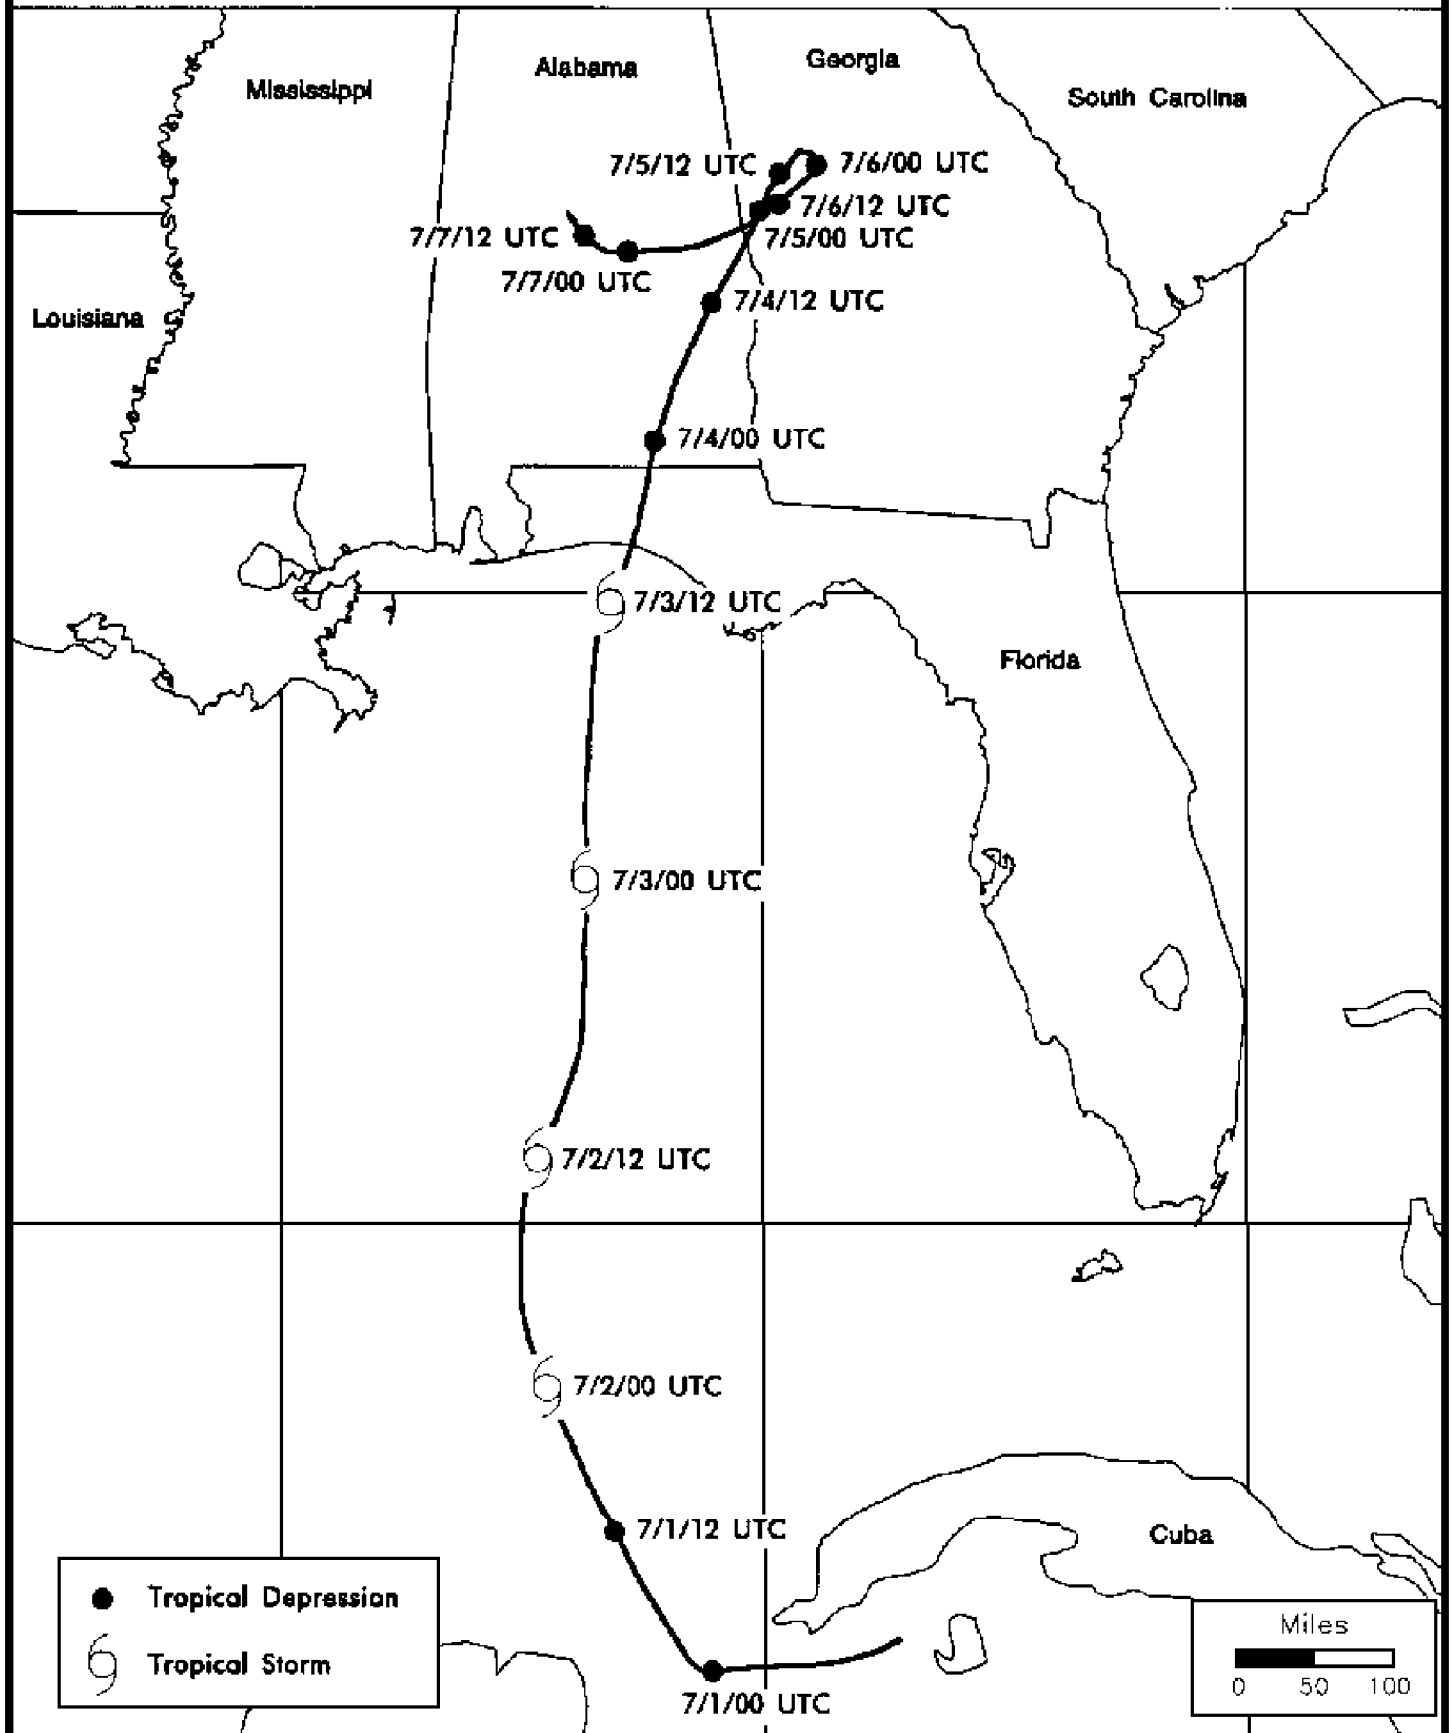 Georgia
Alabama
Mississippi
South Carolina
7/5/12 UTC
7/6/00 UTC
7/6/12 UTC
7/7/12 UTC
7/5/00 UTC
7/7/00 UTC
7/4/12 UTC
Louisiana
7/4/00 UTC
7/3/12 UTC
Florida
7/3/00 UTC
7/2/12 UTC
7/2/00 UTC
7/1/12 UTC
Cuba
Tropical Depression
Tropical Storm
Miles
0 50 100
7/1/00 UTC